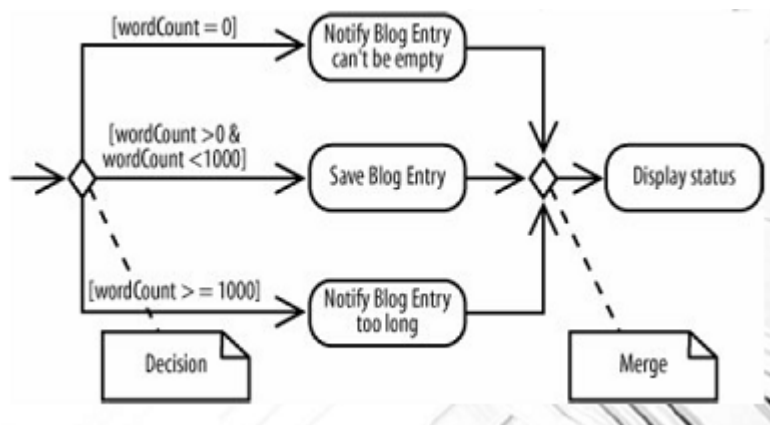 [wordCount = 0]
Notify Blog Entry
can't be empty
[wordCount >0 &
wordCount <1000]
Save Blog Entry
Display status
[wordCount > = 1000]
Notify Blog Entry
too long
Decision
Merge